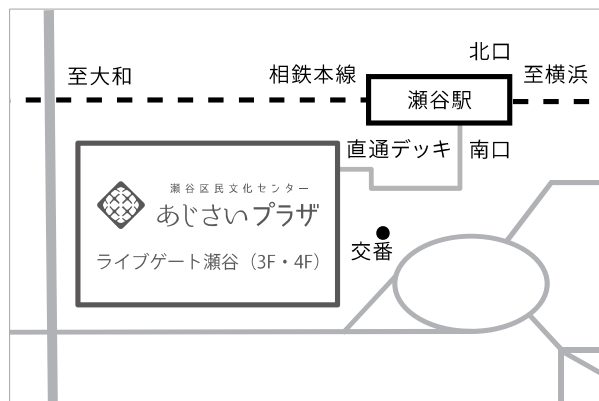 北口
至大和
相鉄本線
至横浜
瀬谷駅
直通デッキ
南口
瀬谷区民文化センター
あじさいプラザ
ライブゲート瀬谷（3F・4F）
交番